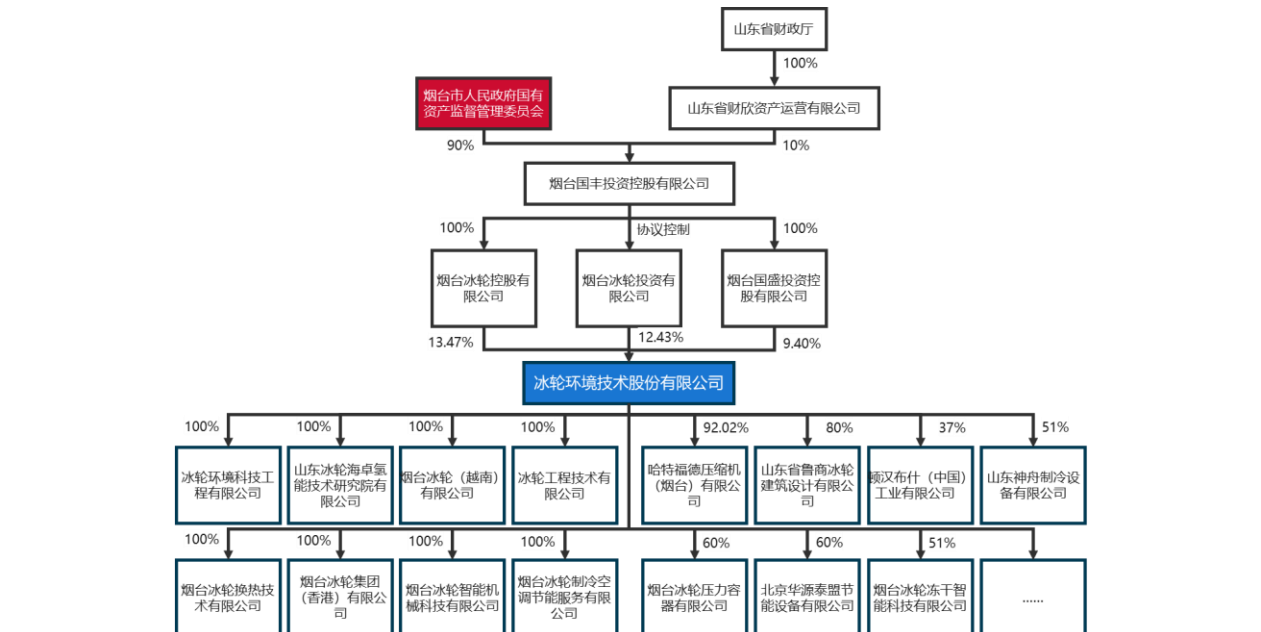 山东省财政厅
100%
烟台市人民政府国有
资产监督管理委员会
山东省财欣资产运营有限公司
90%
10%
烟台国丰投资控股有限公司
100%
协议控制
100%
烟台冰轮控股有
限公司
烟台冰轮投资有
限公司
烟台国盛投资控
股有限公司
13.47%
12.43%
9.40%
冰轮环境技术股份有限公司
100%
100%
100%
100%
92.02%
80%
37%
51%
冰轮环境科技工
程有限公司
山东冰轮海卓氢
能技术研究院有
限公司
烟台冰轮（越南）
有限公司
冰轮工程技术有
限公司
哈特福德压缩机
（烟台）有限公
司
山东省鲁商冰轮
建筑设计有限公
司
顿汉布什（中国）
工业有限公司
山东神舟制冷设
备有限公司
100%
100%
100%
100%
60%
60%
51%
烟台冰轮换热技
术有限公司
烟台冰轮集团
（香港）有限公
司
烟台冰轮智能机
械科技有限公司
烟台冰轮制冷空
调节能服务有限
公司
烟台冰轮压力容
器有限公司
北京华源泰盟节
能设备有限公司
烟台冰轮冻干智
能科技有限公司
......